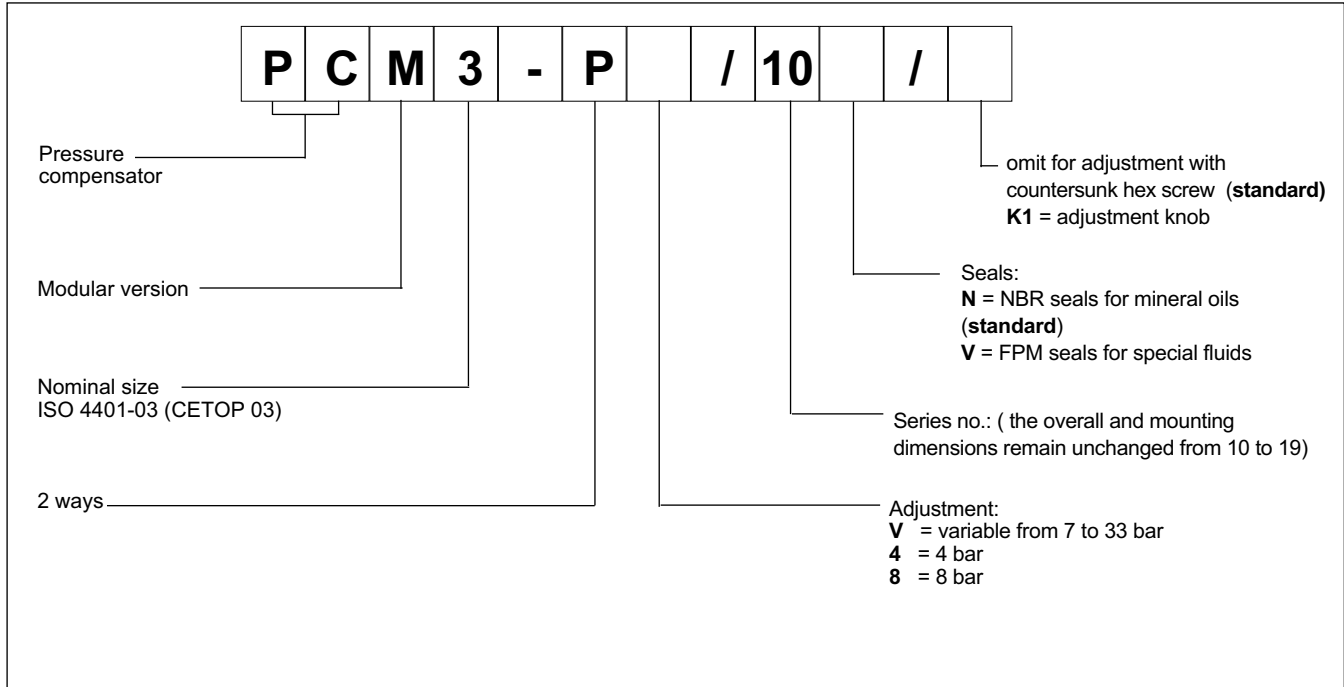 P C M 3 - P / 10 /
Pressure
compensator
Modular version
Nominal size
ISO 4401-03 (CETOP 03)
2 ways
omit for adjustment with
countersunk hex screw (standard)
K1 = adjustment knob
Seals:
N = NBR seals for mineral oils
(standard)
V = FPM seals for special fluids
Series no.: ( the overall and mounting
dimensions remain unchanged from 10 to 19)
Adjustment:
V = variable from 7 to 33 bar
4 = 4 bar
8 = 8 bar